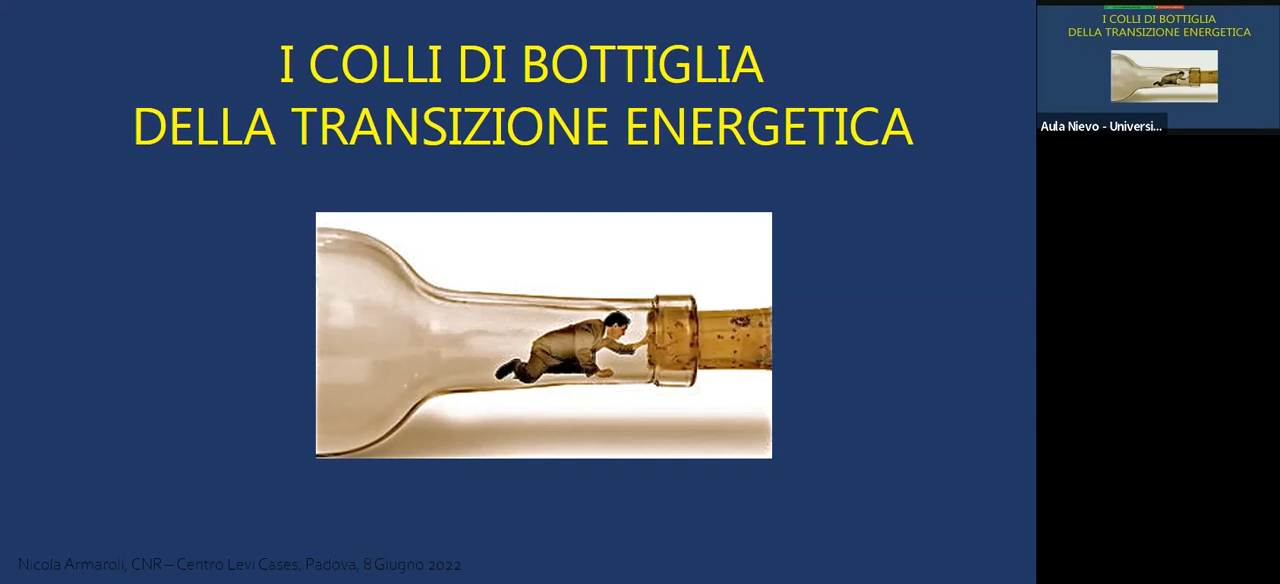 I COLLI DI BOTTIGLIA
DELLA TRANSIZIONE ENERGETICA
Nicola Armaroli, CNR – Centro Levi Cases, Padova, 8 Giugno 2022
I COLLI DI BOTTIGLIA
DELLA TRANSIZIONE ENERGETICA
Aula Nievo - Universi...